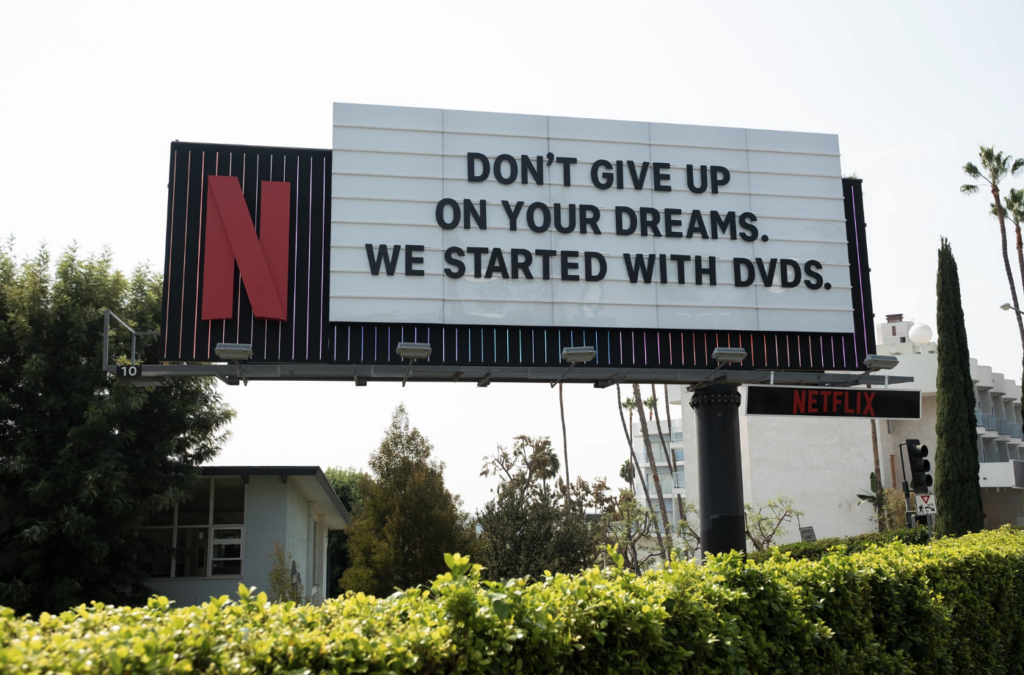 N
DON'T GIVE UP
ON YOUR DREAMS.
WE STARTED WITH DVDS.
10
NETFLIX